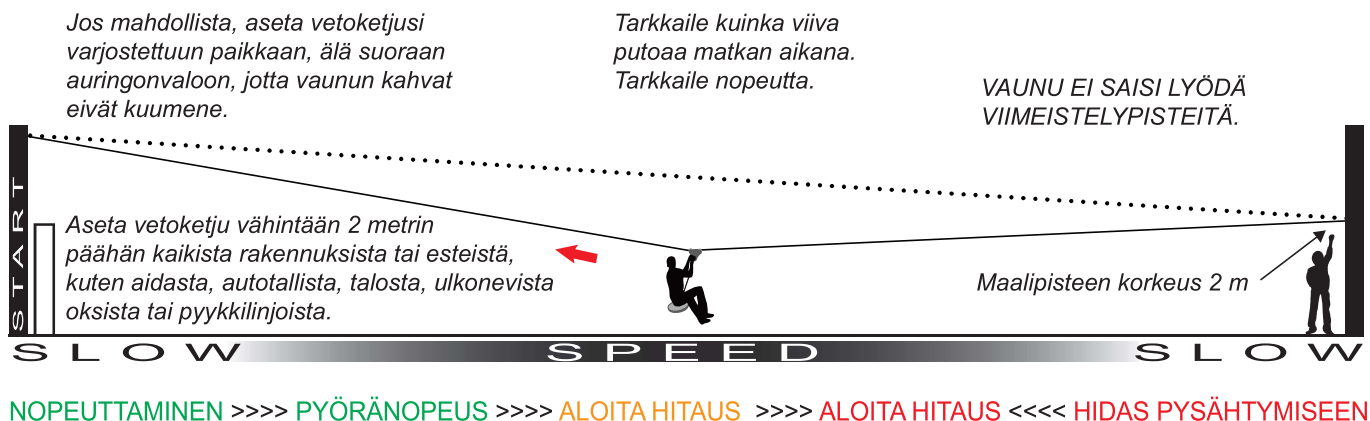 Jos mahdollista, aseta vetoketjusi
varjostettuun paikkaan, älä suoraan
auringonvaloon, jotta vaunun kahvat
eivät kuumene.
Tarkkaile kuinka viiva
putoaa matkan aikana.
Tarkkaile nopeutta.
VAUNU EI SAISI LYÖDÄ
VIIMEISTELYPISTEITÄ.
START
Aseta vetoketju vähintään 2 metrin
päähän kaikista rakennuksista tai esteistä,
kuten aidasta, autotallista, talosta, ulkonevista
oksista tai pyykkilinjoista.
Maalipisteen korkeus 2 m
SLOW SPEED SLOW
NOPEUTTAMINEN >>>> PYÖRÄNOPEUS >>>> ALOITA HITAUS >>>> ALOITA HITAUS <<<< HIDAS PYSÄHTYMISEEN